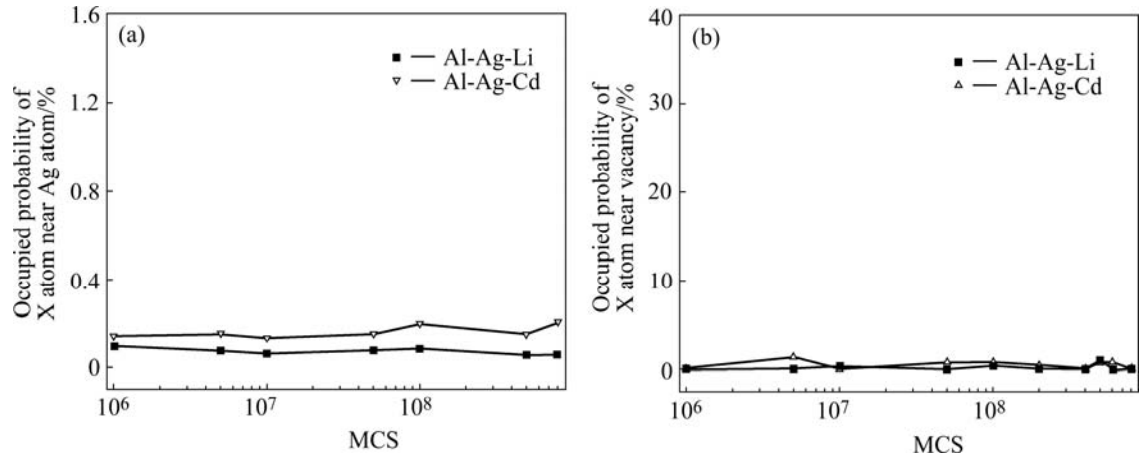 (a)
Al-Ag-Li
Al-Ag-Cd
1.6
1.2
0.8
0.4
0
Occupied probability of
X atom near Ag atom/%
10⁶
10⁷
10⁸
MCS
(b)
Al-Ag-Li
Al-Ag-Cd
40
30
20
10
0
Occupied probability of
X atom near vacancy/%
10⁶
10⁷
10⁸
MCS